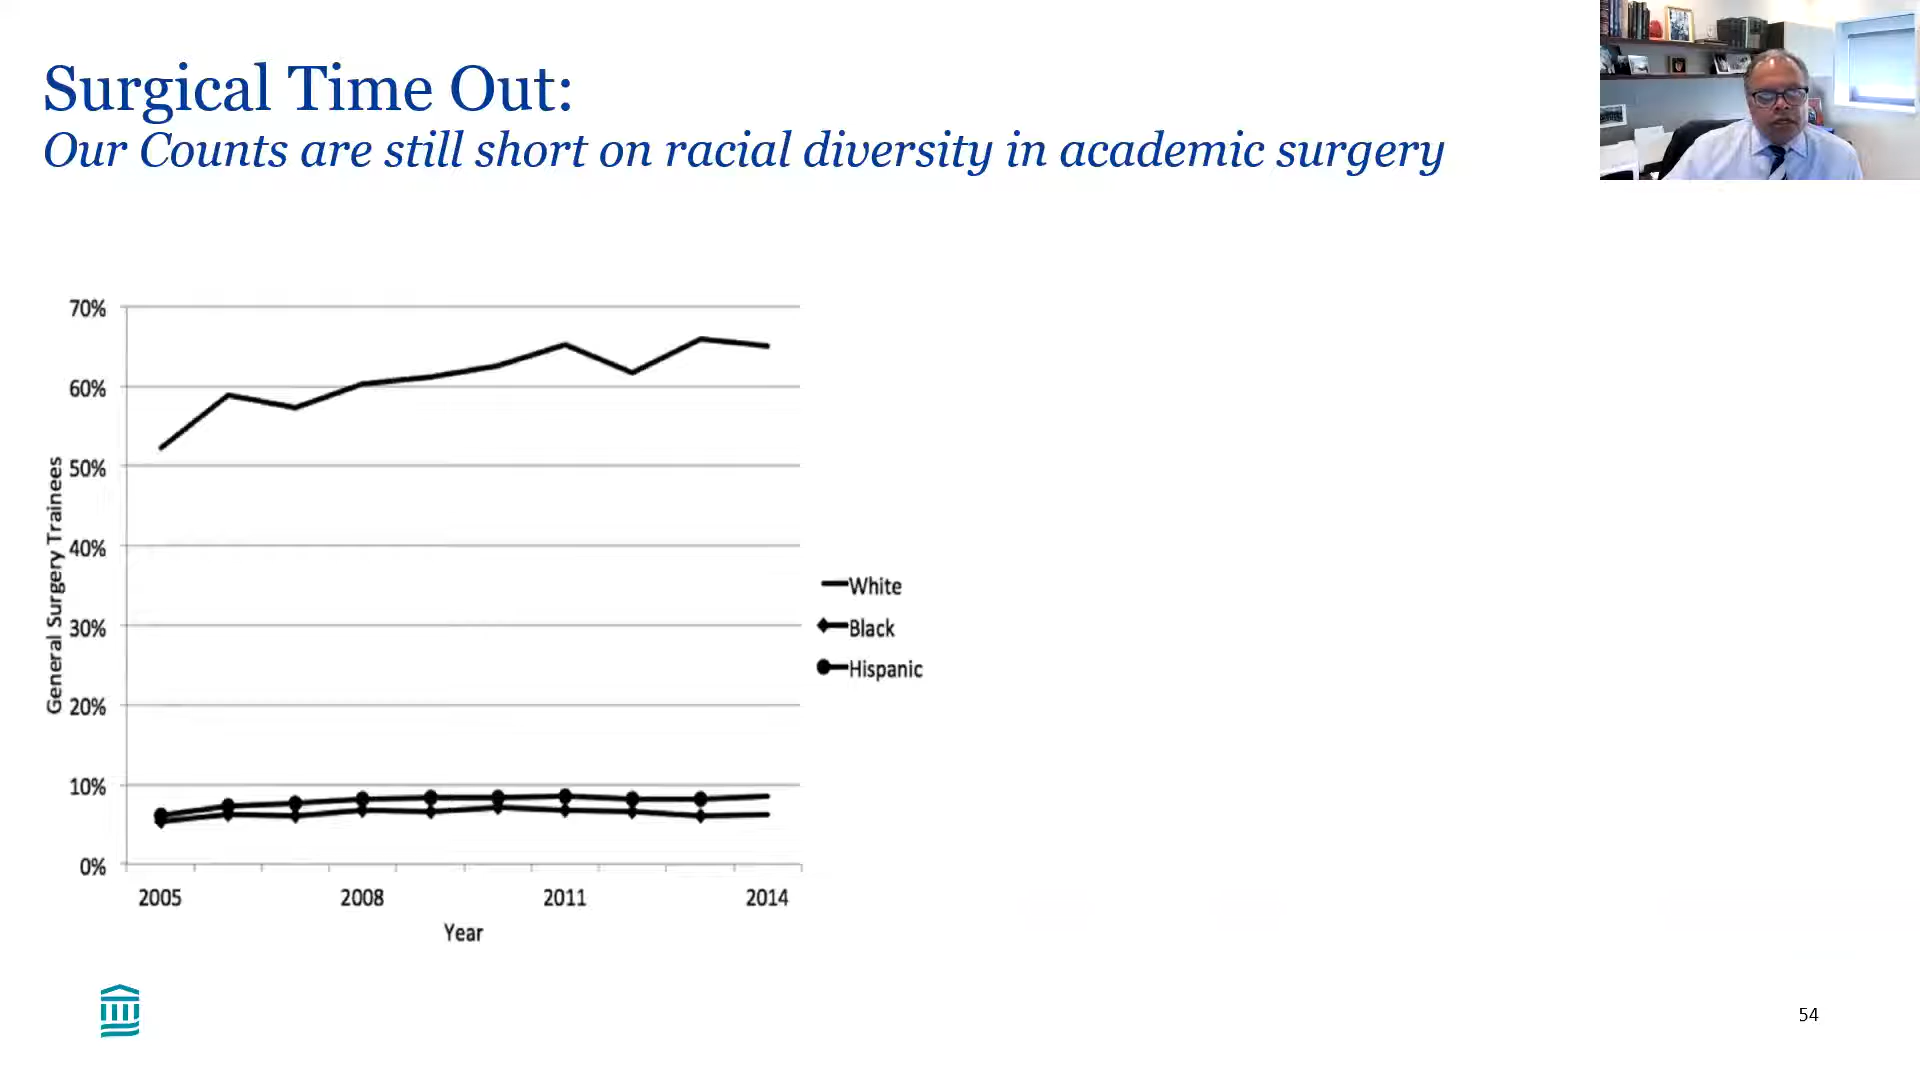 Surgical Time Out:
Our Counts are still short on racial diversity in academic surgery
70%
60%
50%
40%
30%
20%
10%
0%
General Surgery Trainees
2005 2008 2011 2014
Year
White
Black
Hispanic
54